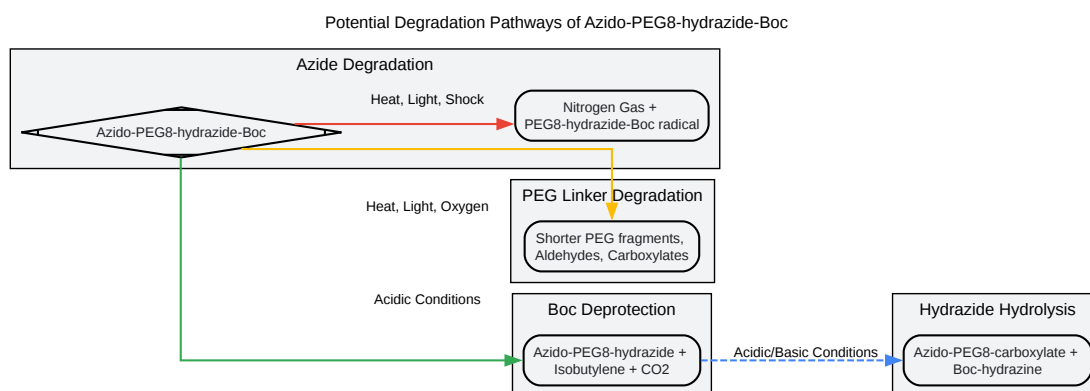 Potential Degradation Pathways of Azido-PEG8-hydrazide-Boc
Azide Degradation
Heat, Light, Shock
Azido-PEG8-hydrazide-Boc
Nitrogen Gas +
PEG8-hydrazide-Boc radical
PEG Linker Degradation
Heat, Light, Oxygen
Shorter PEG fragments,
Aldehydes, Carboxylates
Acidic Conditions
Boc Deprotection
Hydrazide Hydrolysis
Azido-PEG8-hydrazide +
Isobutylene + CO2
Acidic/Basic Conditions
Azido-PEG8-carboxylate +
Boc-hydrazine